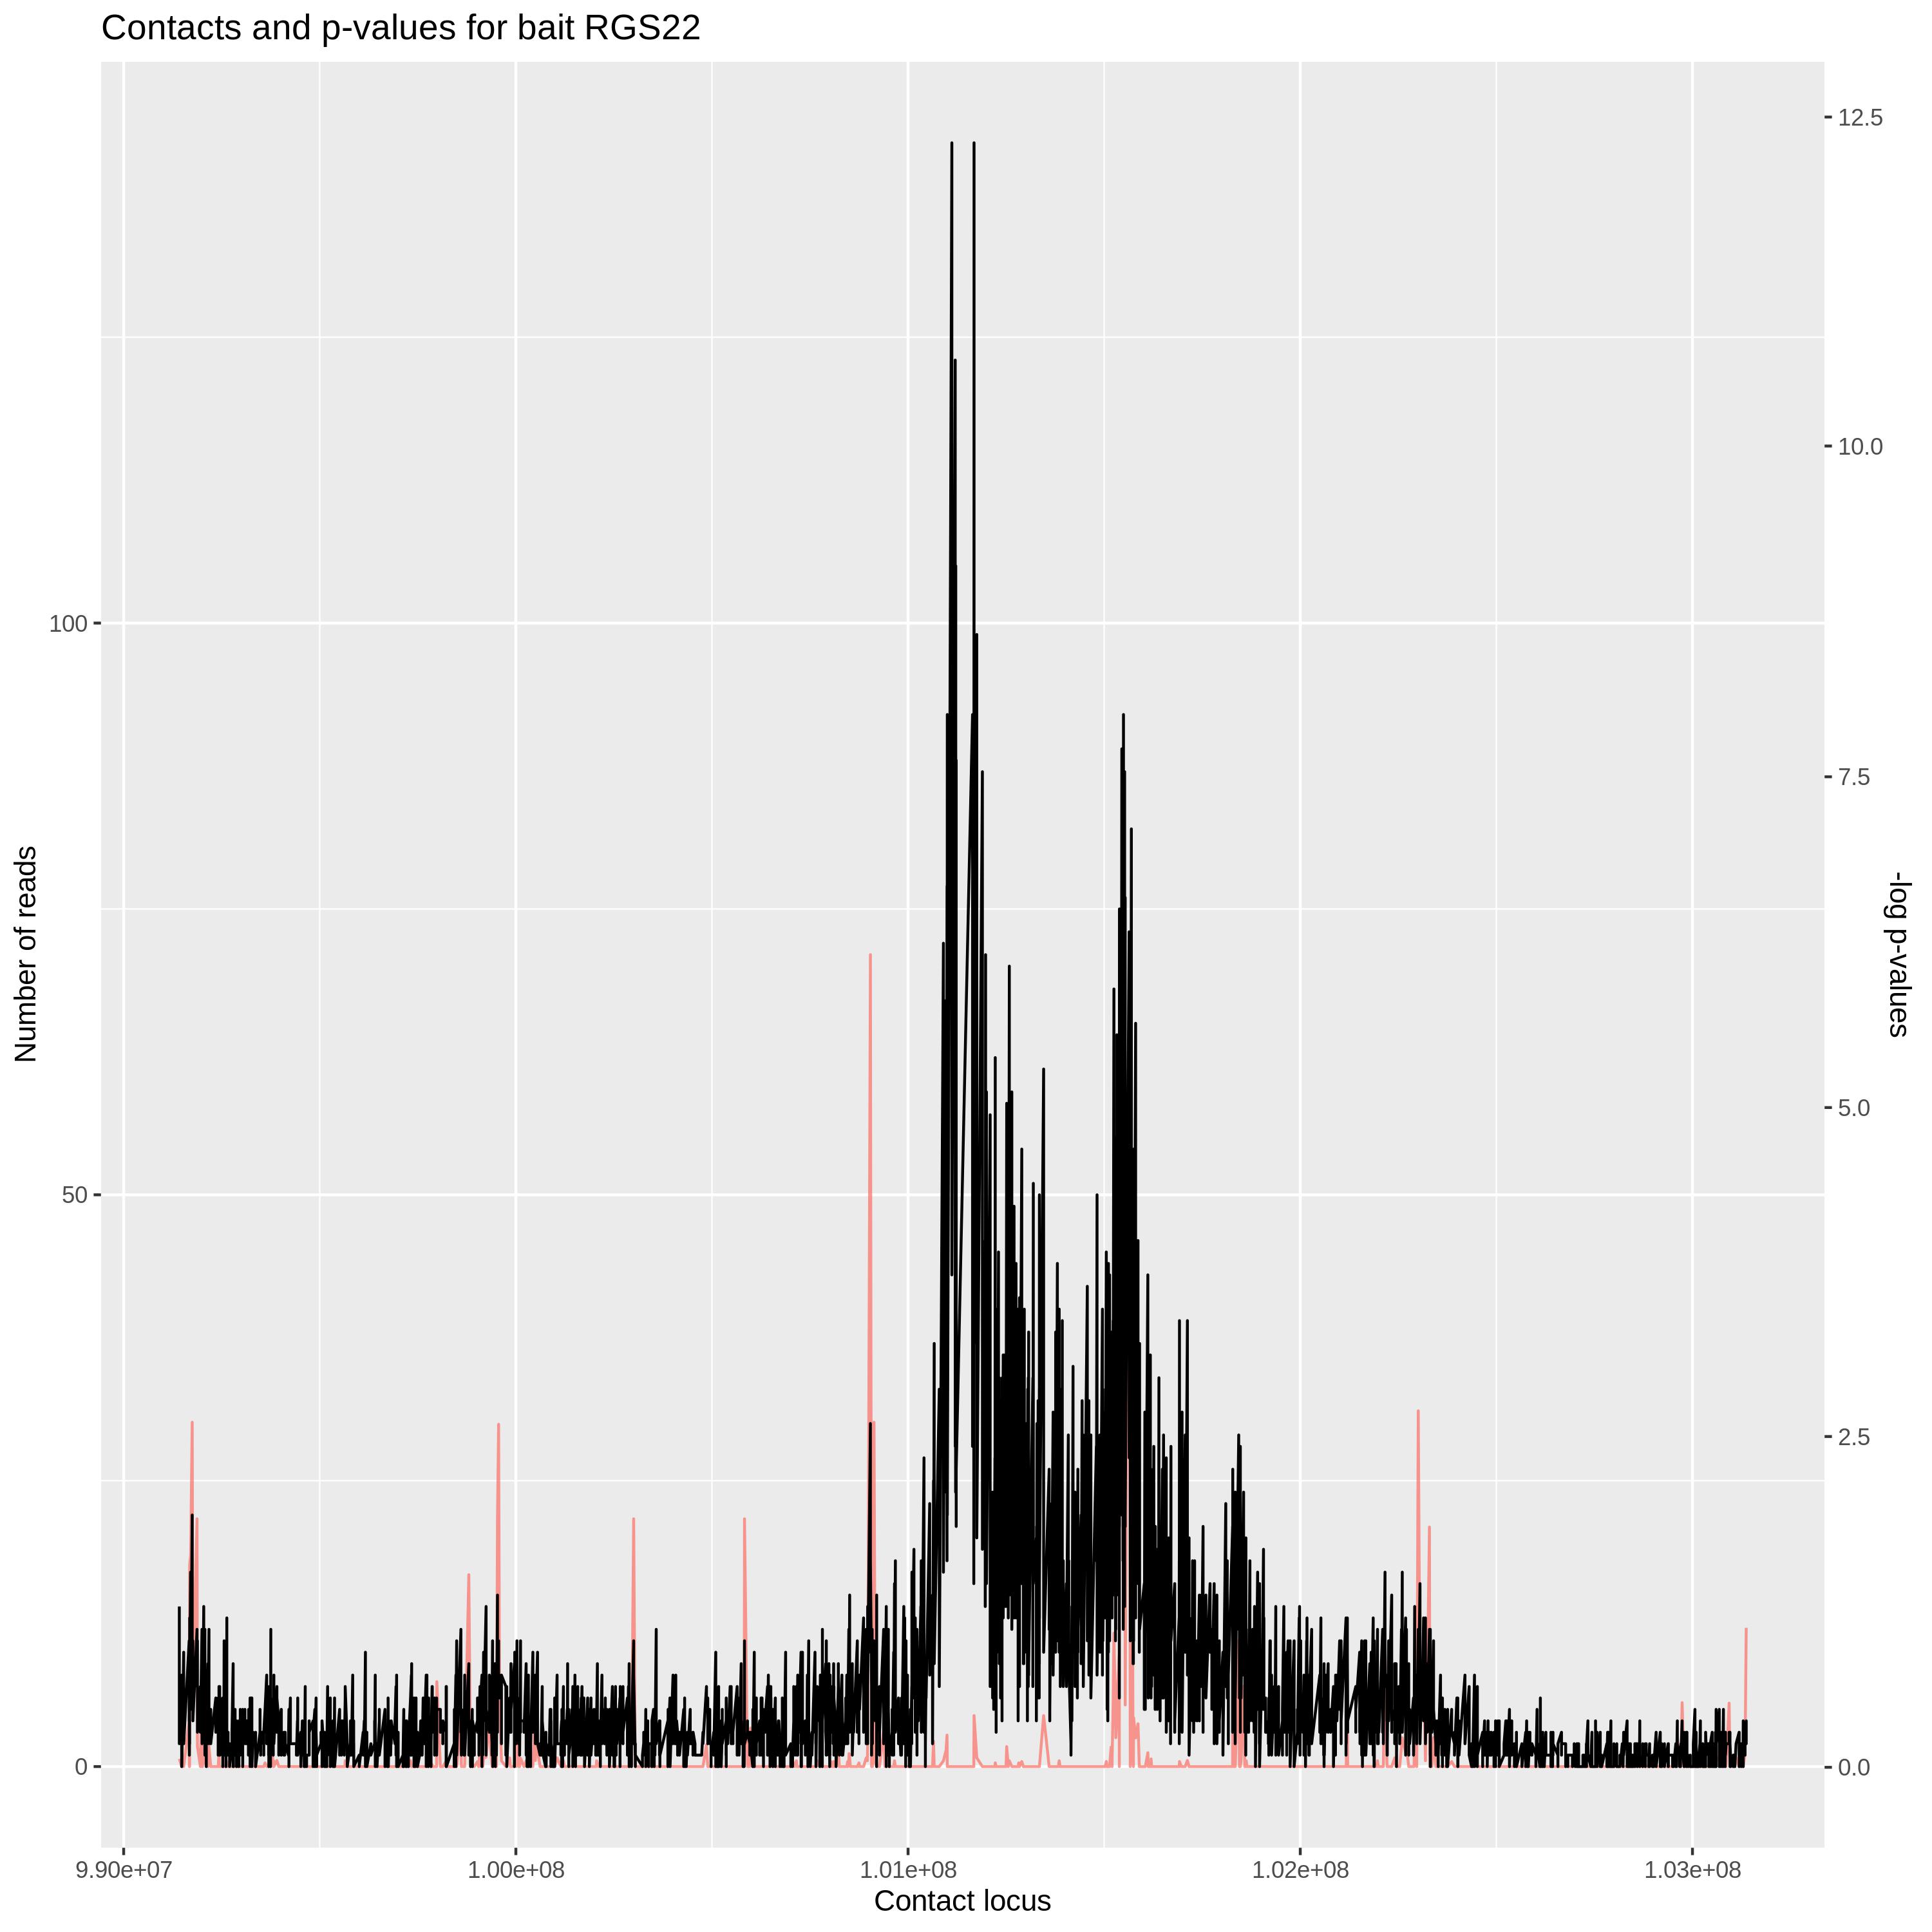 Contacts and p-values for bait RGS22
12.5
10.0
100
7.5
Number of reads
-log p-values
5.0
50
2.5
0
0.0
9.90e+07 1.00e+08 1.01e+08 1.02e+08 1.03e+08
Contact locus